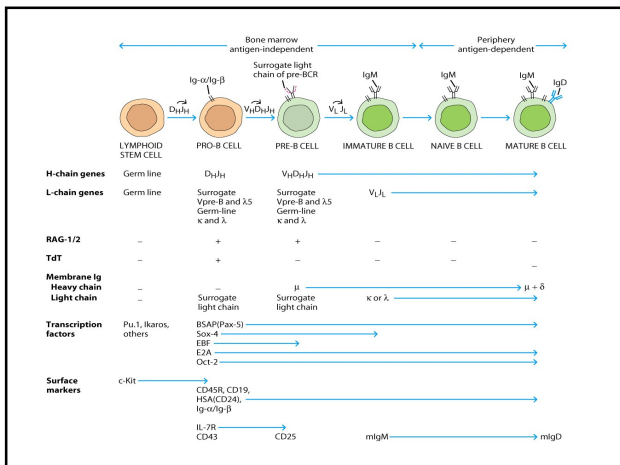 Bone marrow
antigen-independent
Periphery
antigen-dependent
Surrogate light
chain of pre-BCR
Ig-α/Ig-β
IgM
IgM
IgM
IgD
DHJH
VHDHJH
VLJL
LYMPHOID
STEM CELL
PRO-B CELL
PRE-B CELL
IMMATURE B CELL
NAIVE B CELL
MATURE B CELL
H-chain genes Germ line DHJH VHDHJH
L-chain genes Germ line Surrogate Surrogate VLJL
Vpre-B and λ5 Vpre-B and λ5
Germ-line Germ-line
κ and λ κ and λ
RAG-1/2 – + + – – –
TdT – + – – – –
Membrane Ig
Heavy chain – – μ μ + δ
Light chain – Surrogate Surrogate κ or λ
light chain light chain
Transcription Pu.1, Ikaros, BSAP(Pax-5)
factors others Sox-4
EBF
E2A
Oct-2
Surface c-Kit
markers CD45R, CD19,
HSA(CD24),
Ig-α/Ig-β
IL-7R
CD43 CD25 mIgM mIgD